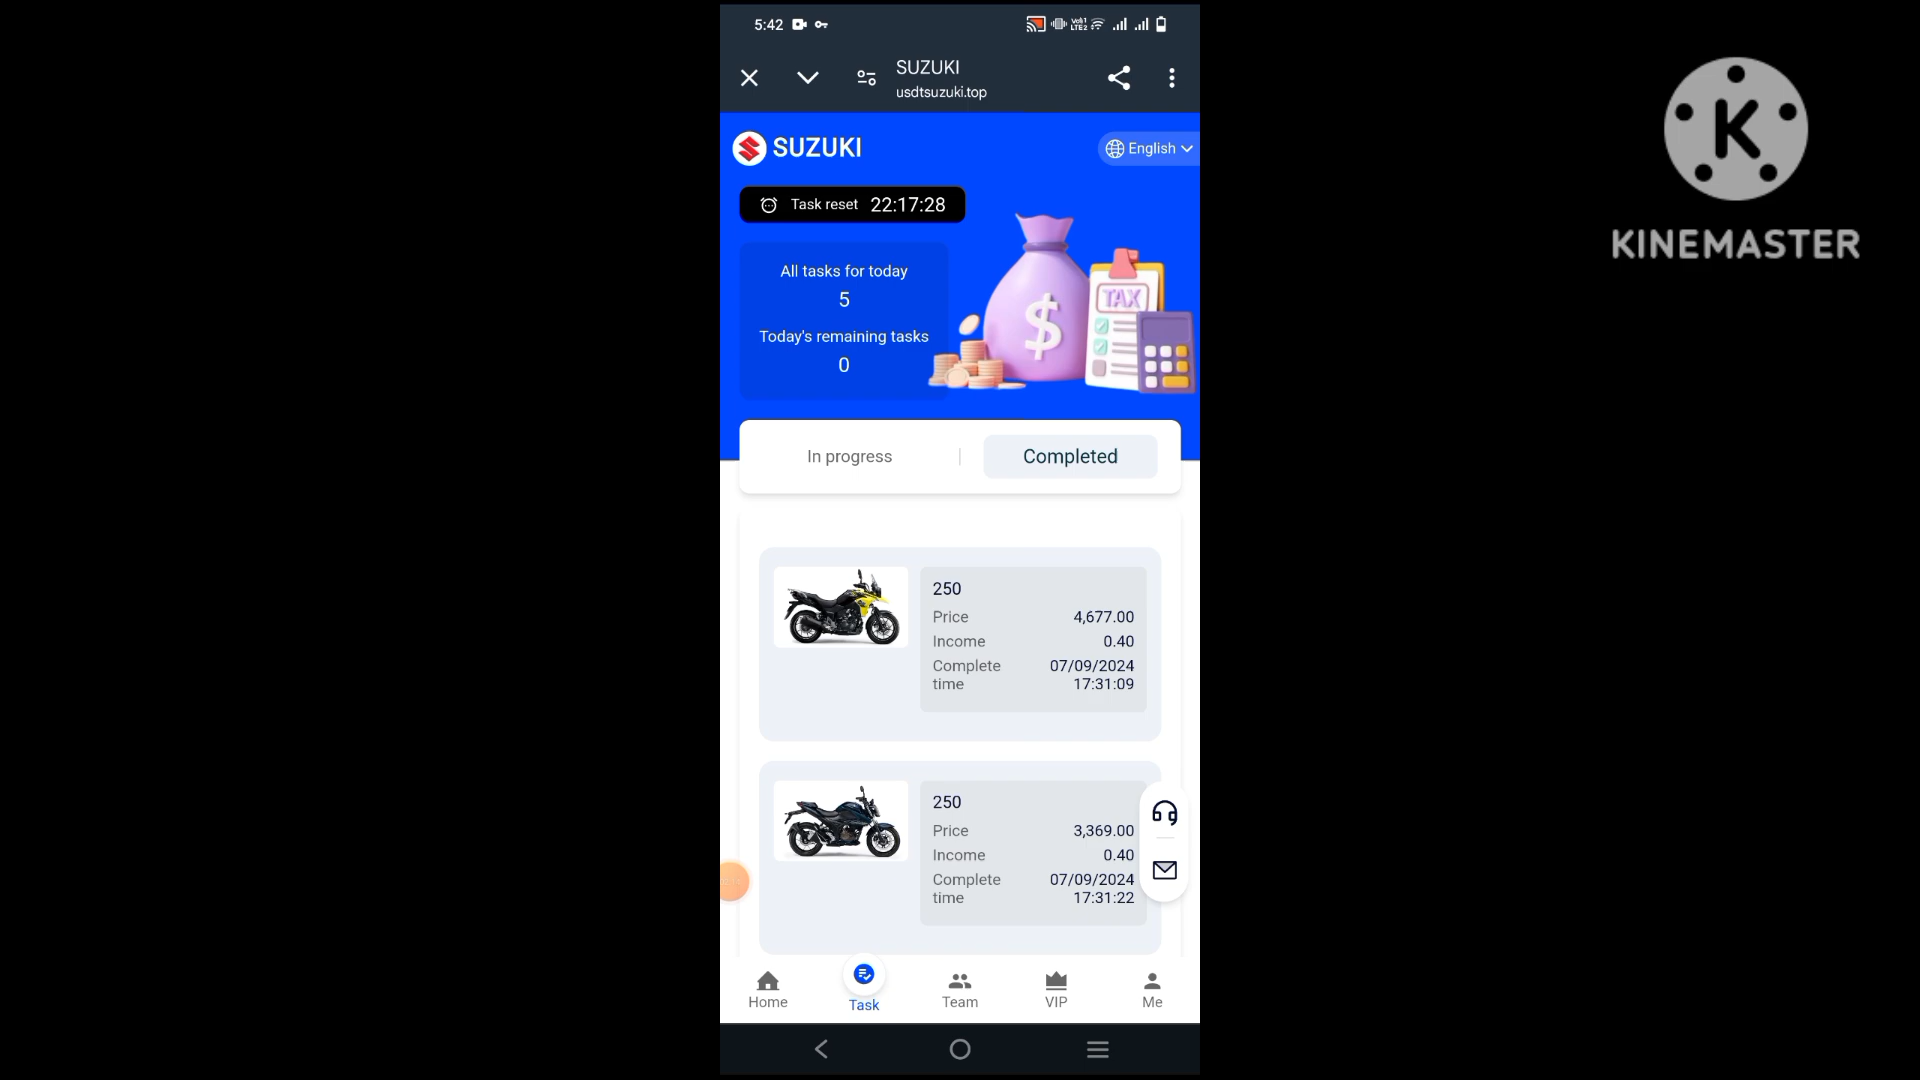 5:42
SUZUKI
usdtsuzuki.top
KINEMASTER
SUZUKI
English
Task reset 22:17:28
All tasks for today
5
Today's remaining tasks
0
TAX
In progress
Completed
250
Price 4,677.00
Income 0.40
Complete time 07/09/2024 17:31:09
250
Price 3,369.00
Income 0.40
Complete time 07/09/2024 17:31:22
Home
Task
Team
VIP
Me